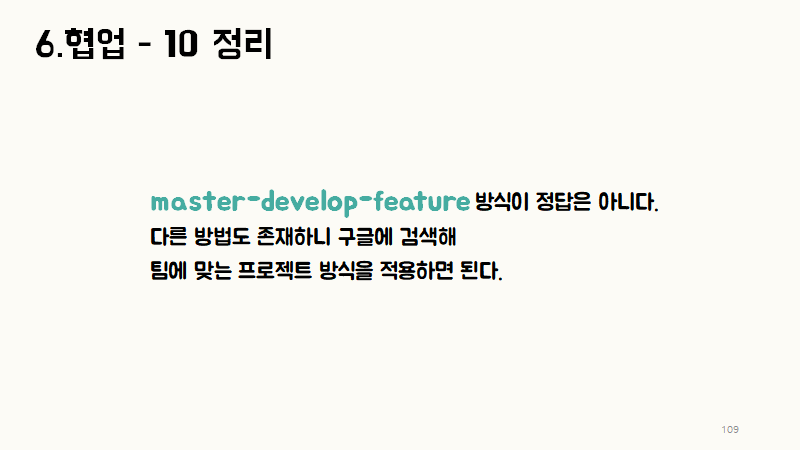 6.협업 - 10 정리
master-develop-feature 방식이 정답은 아니다.
다른 방법도 존재하니 구글에 검색해
팀에 맞는 프로젝트 방식을 적용하면 된다.
109